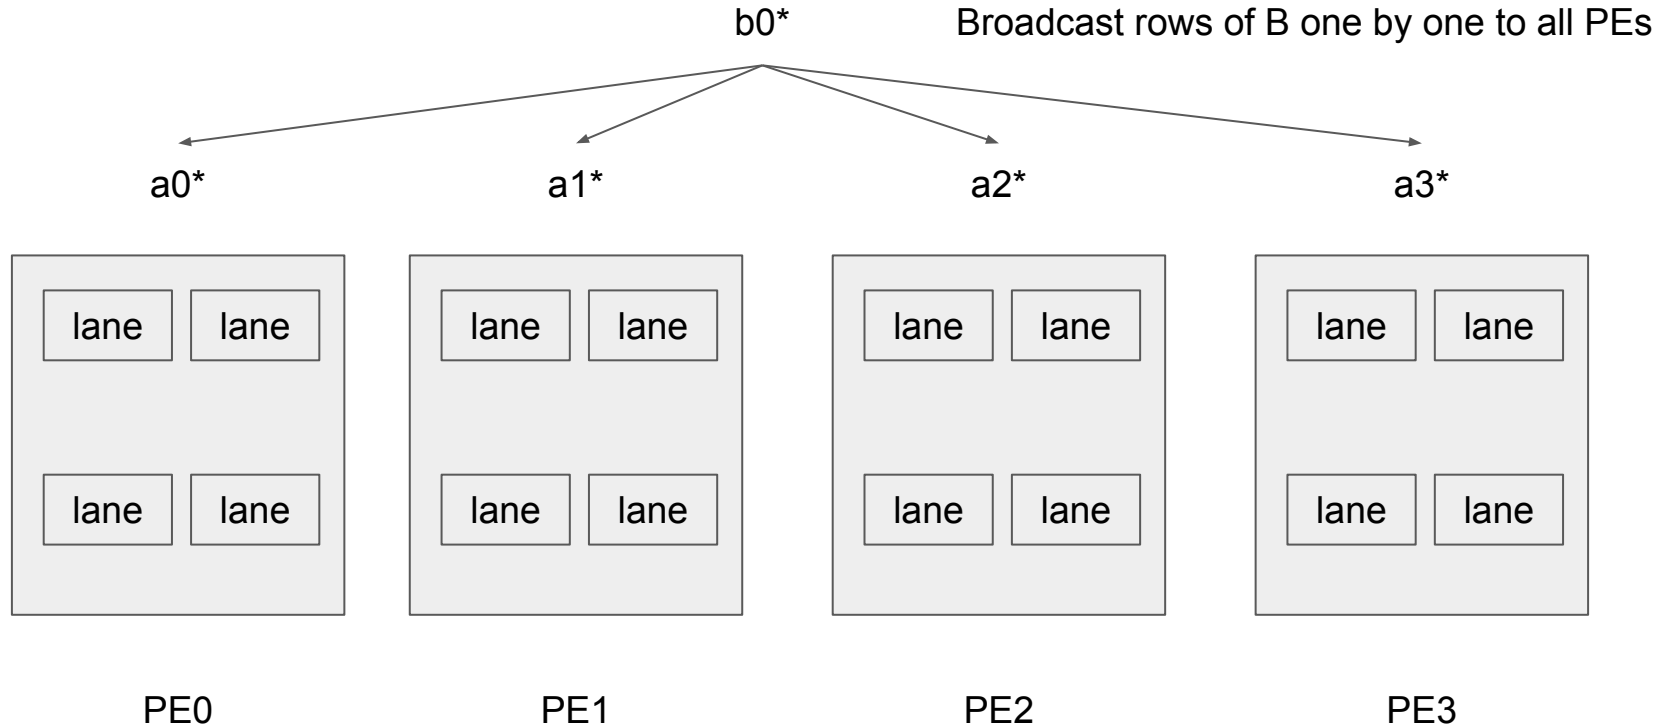 b0* Broadcast rows of B one by one to all PEs
a0* a1* a2* a3*
lane lane lane lane lane lane lane lane
lane lane lane lane lane lane lane lane
PE0 PE1 PE2 PE3